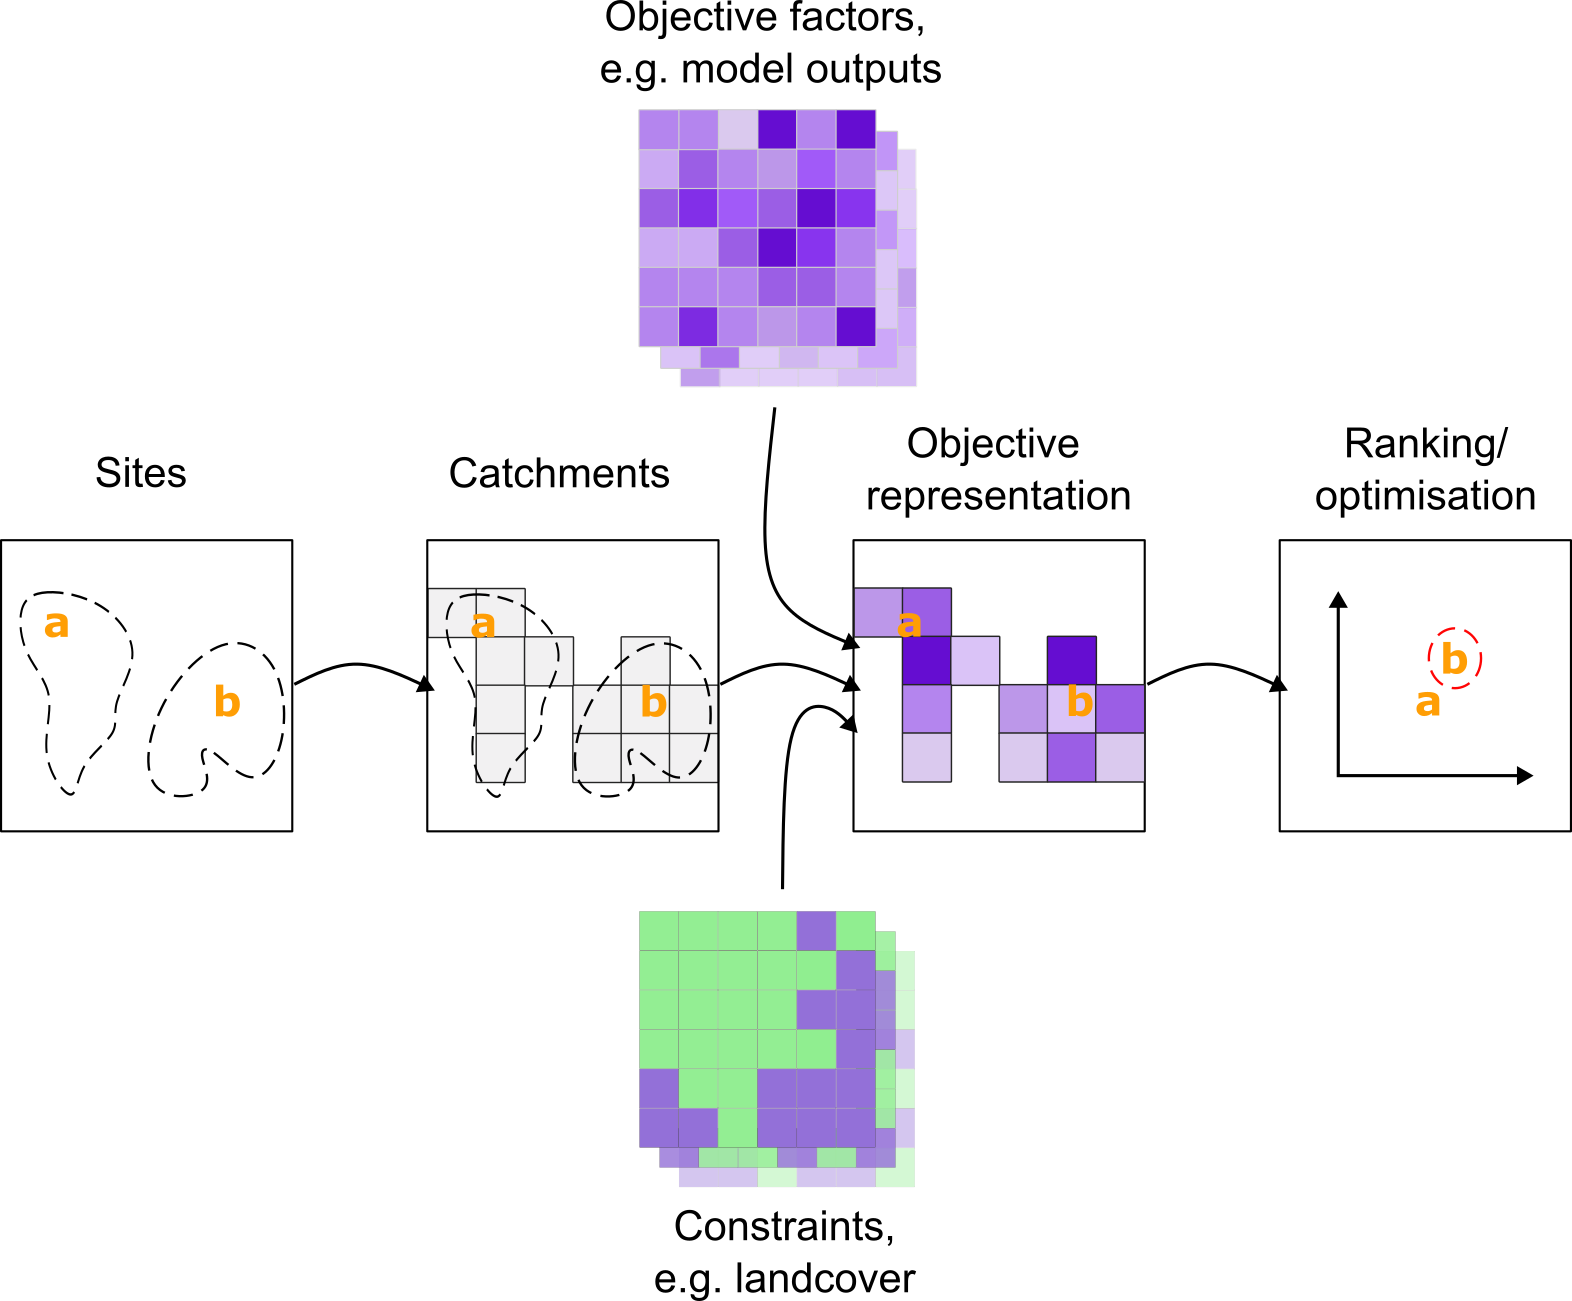 Objective factors,
e.g. model outputs
Sites
Catchments
Objective
representation
Ranking/
optimisation
a
b
a
b
a
b
b
a
Constraints,
e.g. landcover